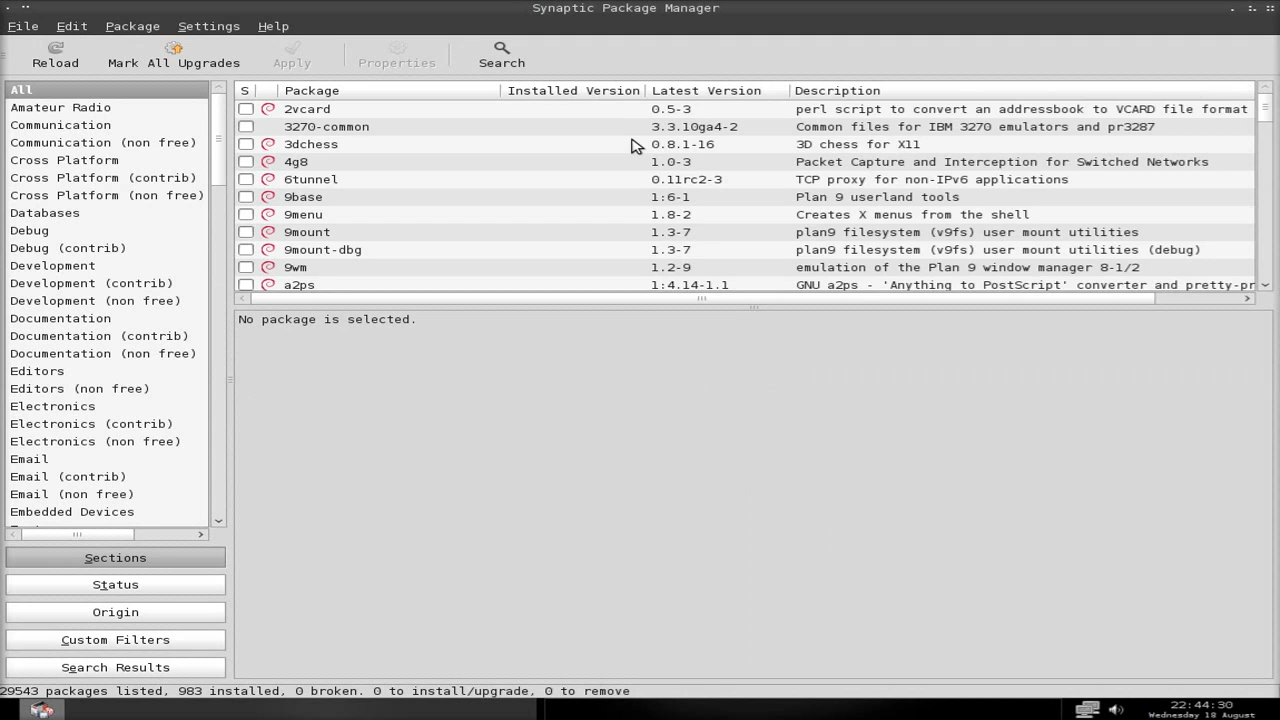 Synaptic Package Manager
File Edit Package Settings Help
Reload Mark All Upgrades Apply Properties Search
All
Amateur Radio
Communication
Communication (non free)
Cross Platform
Cross Platform (contrib)
Cross Platform (non free)
Databases
Debug
Debug (contrib)
Development
Development (contrib)
Development (non free)
Documentation
Documentation (contrib)
Documentation (non free)
Editors
Editors (non free)
Electronics
Electronics (contrib)
Electronics (non free)
Email
Email (contrib)
Email (non free)
Embedded Devices
Sections
Status
Origin
Custom Filters
Search Results
S Package Installed Version Latest Version Description
2vcard 0.5-3 perl script to convert an addressbook to VCARD file format
3270-common 3.3.10ga4-2 Common files for IBM 3270 emulators and pr3287
3dchess 0.8.1-16 3D chess for X11
4g8 1.0-3 Packet Capture and Interception for Switched Networks
6tunnel 0.11rc2-3 TCP proxy for non-IPv6 applications
9base 1:6-1 Plan 9 userland tools
9menu 1.8-2 Creates X menus from the shell
9mount 1.3-7 plan9 filesystem (v9fs) user mount utilities
9mount-dbg 1.3-7 plan9 filesystem (v9fs) user mount utilities (debug)
9wm 1.2-9 emulation of the Plan 9 window manager 8-1/2
a2ps 1:4.14-1.1 GNU a2ps - 'Anything to PostScript' converter and pretty-pr
No package is selected.
29543 packages listed, 983 installed, 0 broken. 0 to install/upgrade, 0 to remove
22:44:30
Wednesday 18 August